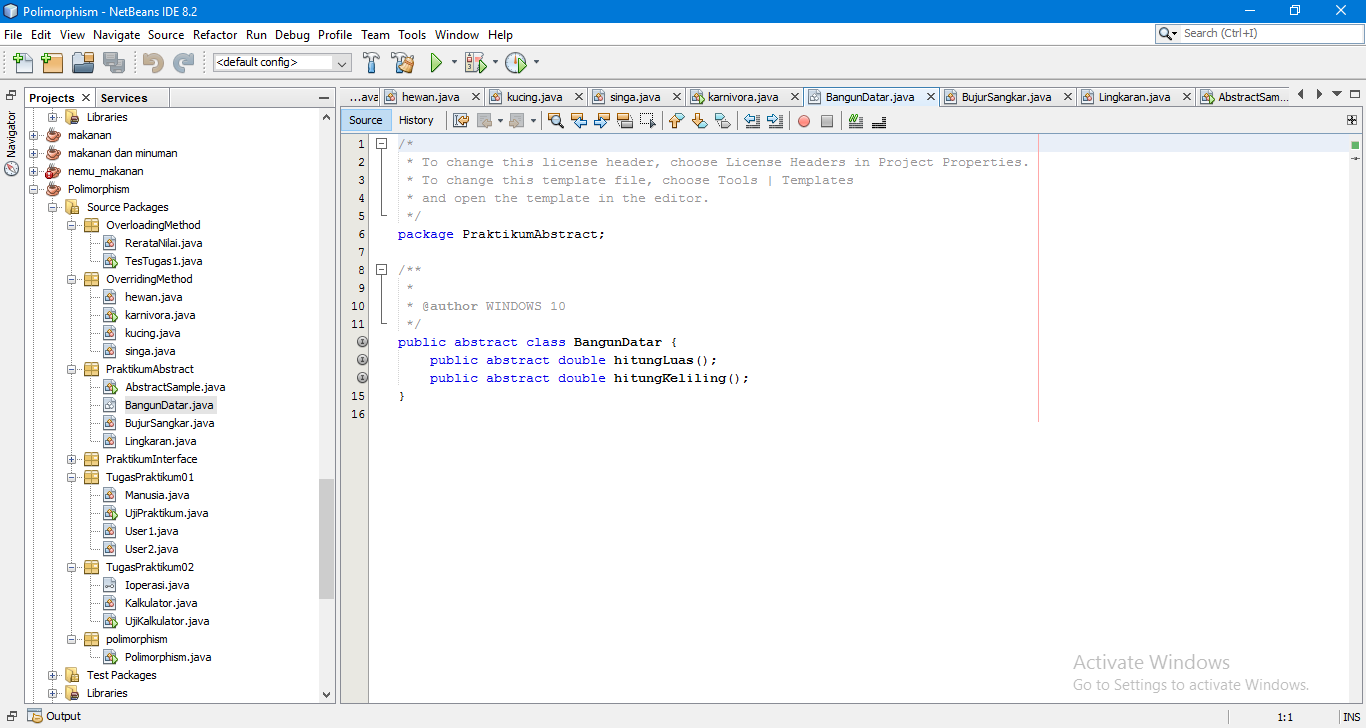 Polimorphism - NetBeans IDE 8.2
File Edit View Navigate Source Refactor Run Debug Profile Team Tools Window Help
Search (Ctrl+I)
<default config>
Projects
Services
Navigator
Libraries
makanan
makanan dan minuman
nemu_makanan
Polimorphism
Source Packages
OverloadingMethod
RerataNilai.java
TesTugas1.java
OverridingMethod
hewan.java
karnivora.java
kucing.java
singa.java
PraktikumAbstract
AbstractSample.java
BangunDatar.java
BujurSangkar.java
Lingkaran.java
PraktikumInterface
TugasPraktikum01
Manusia.java
UjiPraktikum.java
User1.java
User2.java
TugasPraktikum02
Ioperasi.java
Kalkulator.java
UjiKalkulator.java
polimorphism
Polimorphism.java
Test Packages
Libraries
...ava hewan.java kucing.java singa.java karnivora.java BangunDatar.java BujurSangkar.java Lingkaran.java AbstractSam...
Source History
1 /*
2 * To change this license header, choose License Headers in Project Properties.
3 * To change this template file, choose Tools | Templates
4 * and open the template in the editor.
5 */
6 package PraktikumAbstract;
7
8 /**
9 *
10 * @author WINDOWS 10
11 */
public abstract class BangunDatar {
public abstract double hitungLuas();
public abstract double hitungKeliling();
15 }
16
Activate Windows
Go to Settings to activate Windows.
Output
1:1 INS